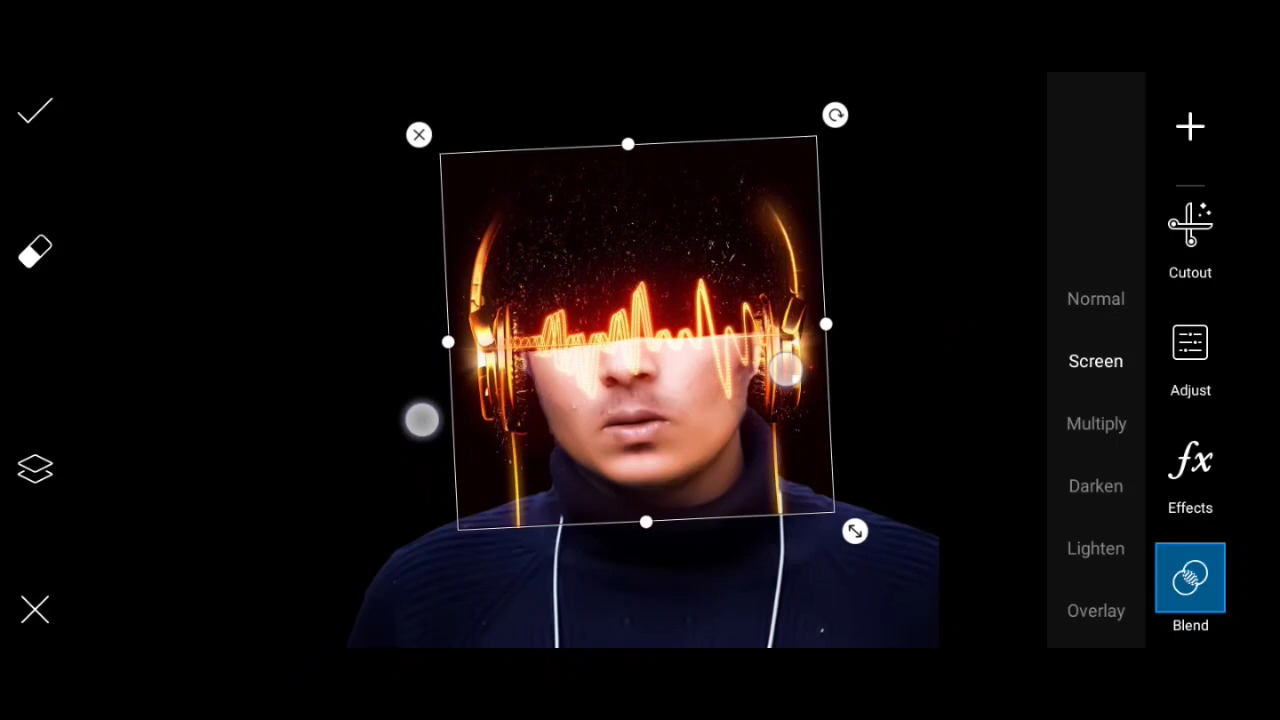 Normal
Screen
Multiply
Darken
Lighten
Overlay
Cutout
Adjust
fx
Effects
Blend